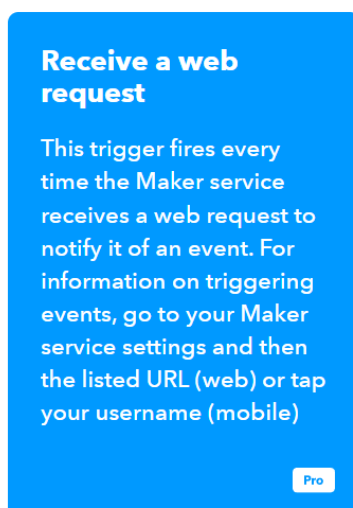 Receive a web
request
This trigger fires every
time the Maker service
receives a web request to
notify it of an event. For
information on triggering
events, go to your Maker
service settings and then
the listed URL (web) or tap
your username (mobile)
Pro